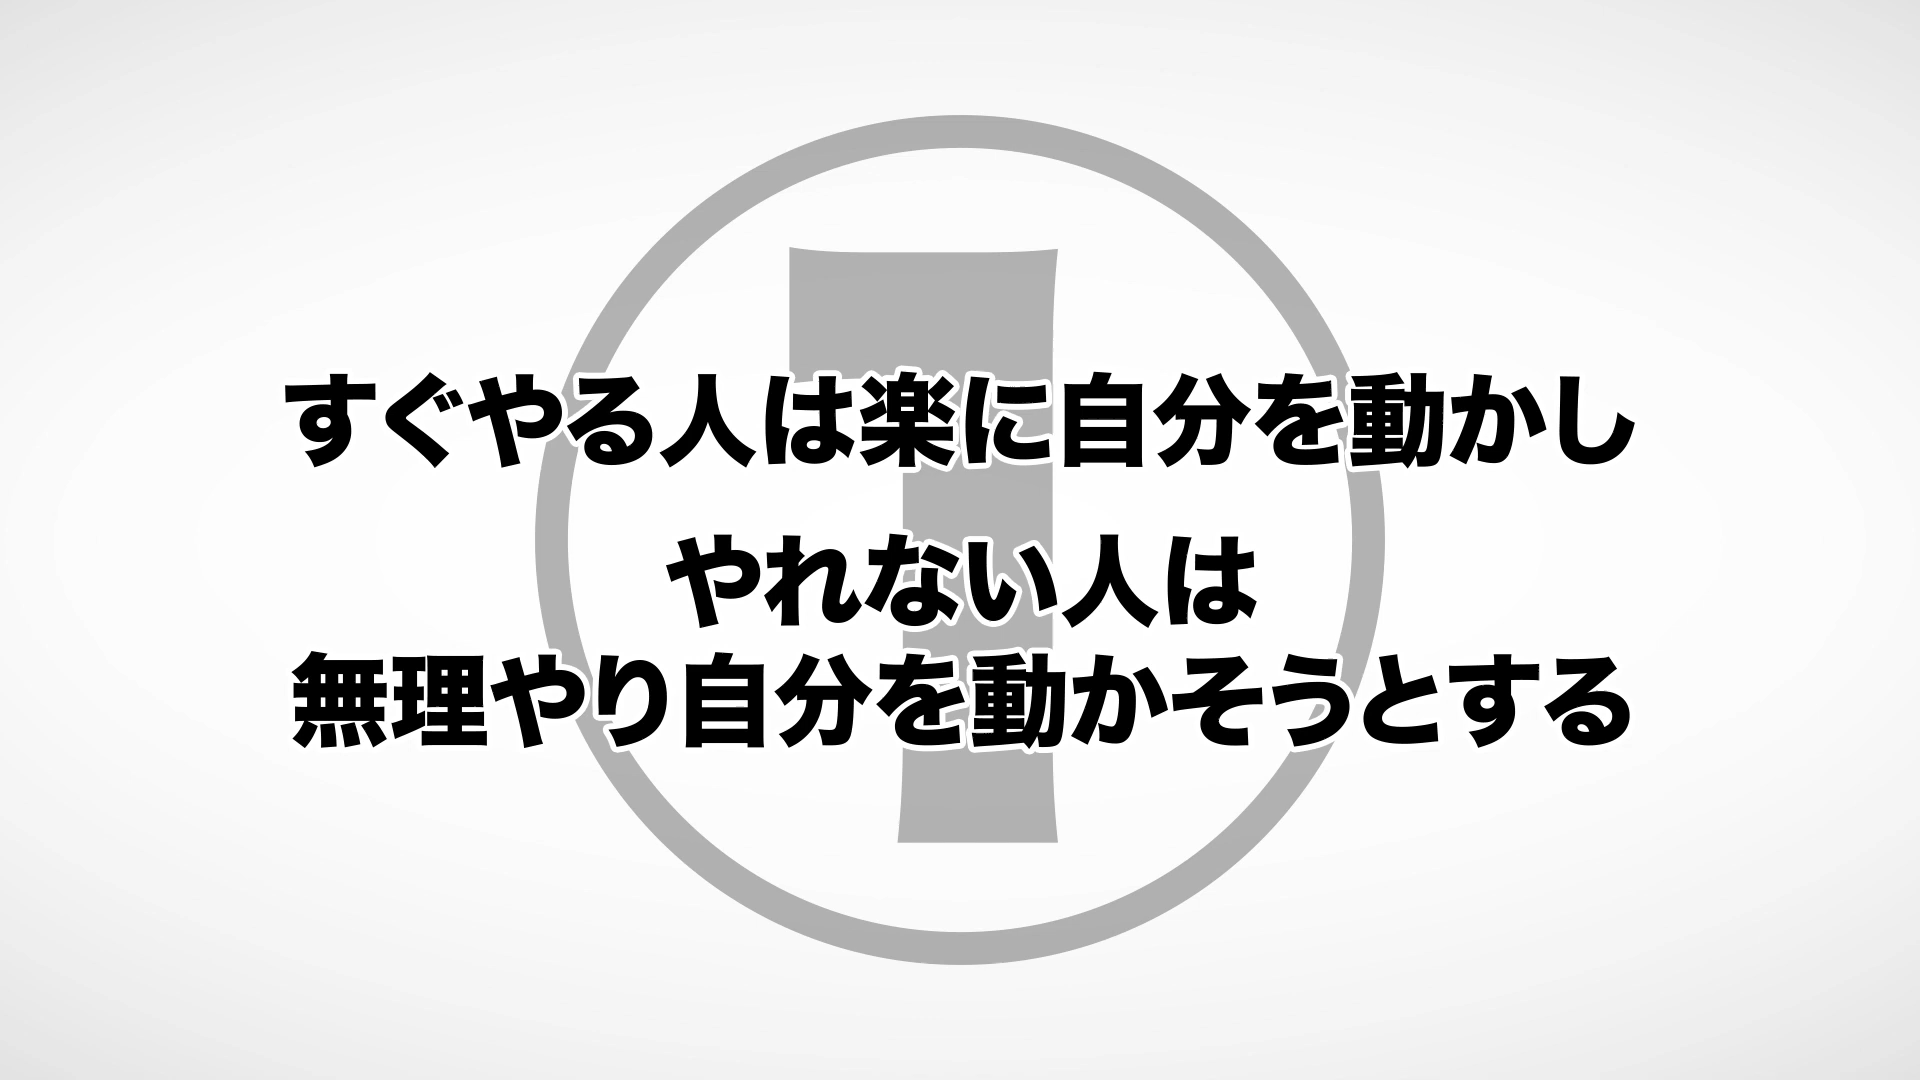 1
すぐやる人は楽に自分を動かし
やれない人は
無理やり自分を動かそうとする